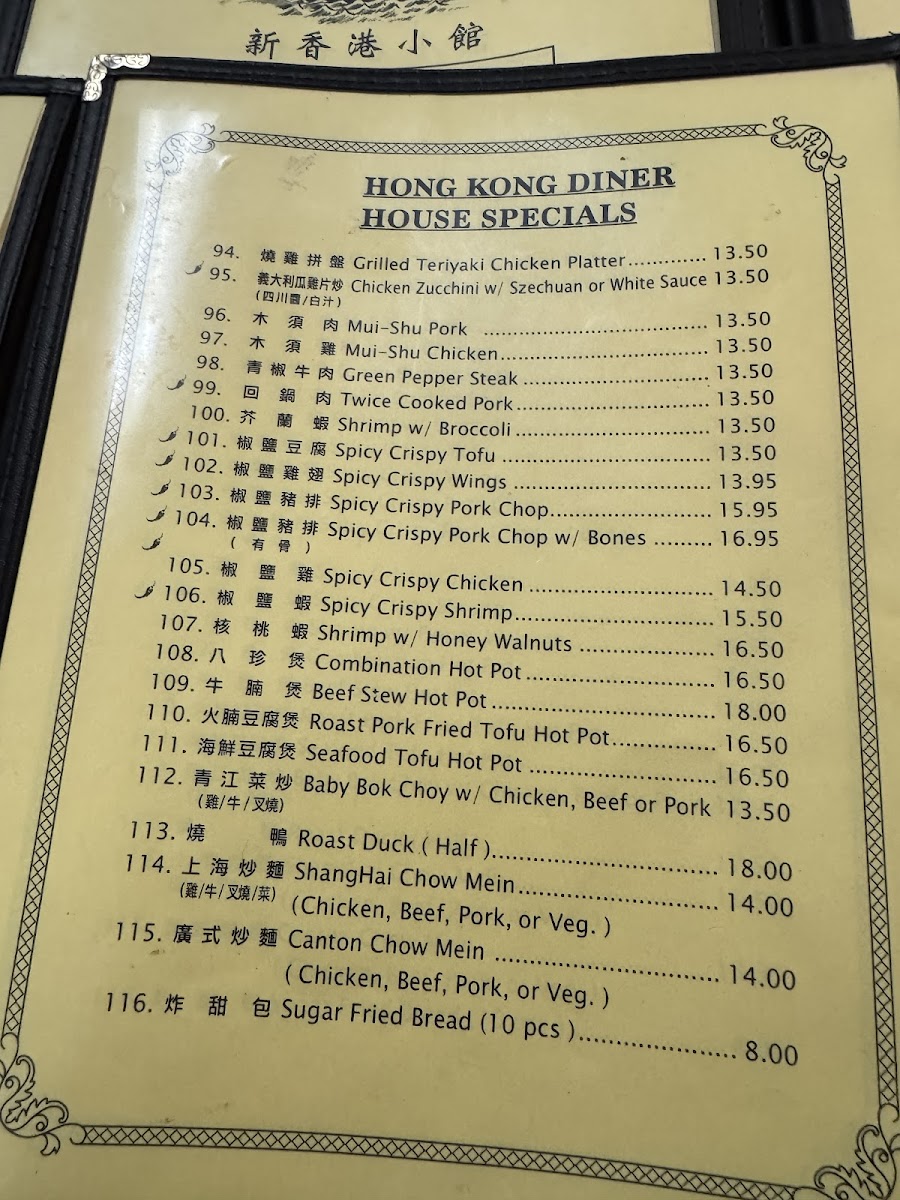 新香港小館
HONG KONG DINER
HOUSE SPECIALS
94. 燒雞拼盤 Grilled Teriyaki Chicken Platter............. 13.50
95. 義大利瓜雞片炒 Chicken Zucchini w/ Szechuan or White Sauce 13.50
(四川醬/白汁)
96. 木須肉 Mui-Shu Pork ..................................... 13.50
97. 木須雞 Mui-Shu Chicken.................................. 13.50
98. 青椒牛肉 Green Pepper Steak ............................. 13.50
99. 回鍋肉 Twice Cooked Pork................................ 13.50
100. 芥蘭蝦 Shrimp w/ Broccoli ................................ 13.50
101. 椒鹽豆腐 Spicy Crispy Tofu ................................. 13.50
102. 椒鹽雞翅 Spicy Crispy Wings ................................ 13.95
103. 椒鹽豬排 Spicy Crispy Pork Chop.......................... 15.95
104. 椒鹽豬排 Spicy Crispy Pork Chop w/ Bones ......... 16.95
(有骨)
105. 椒鹽雞 Spicy Crispy Chicken ............................ 14.50
106. 椒鹽蝦 Spicy Crispy Shrimp.............................. 15.50
107. 核桃蝦 Shrimp w/ Honey Walnuts .................... 16.50
108. 八珍煲 Combination Hot Pot ............................ 16.50
109. 牛腩煲 Beef Stew Hot Pot ................................. 18.00
110. 火腩豆腐煲 Roast Pork Fried Tofu Hot Pot............... 16.50
111. 海鮮豆腐煲 Seafood Tofu Hot Pot ........................... 16.50
112. 青江菜炒 Baby Bok Choy w/ Chicken, Beef or Pork 13.50
(雞/牛/叉燒)
113. 燒鴨 Roast Duck ( Half )................................. 18.00
114. 上海炒麵 ShangHai Chow Mein............................. 14.00
(雞/牛/叉燒/菜) (Chicken, Beef, Pork, or Veg. )
115. 廣式炒麵 Canton Chow Mein ................................ 14.00
( Chicken, Beef, Pork, or Veg. )
116. 炸甜包 Sugar Fried Bread (10 pcs )...................... 8.00